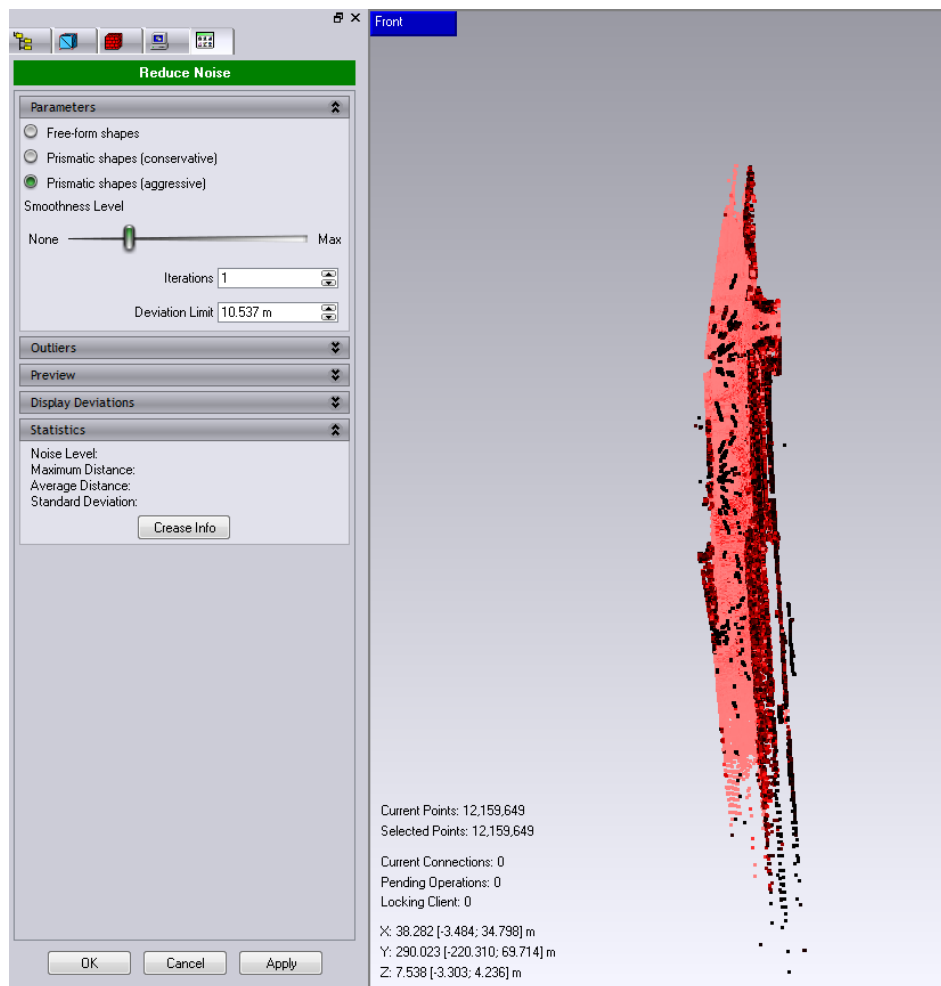 Front
Reduce Noise
Parameters
Free-form shapes
Prismatic shapes (conservative)
Prismatic shapes (aggressive)
Smoothness Level
None Max
Iterations 1
Deviation Limit 10.537 m
Outliers
Preview
Display Deviations
Statistics
Noise Level:
Maximum Distance:
Average Distance:
Standard Deviation:
Crease Info
OK Cancel Apply
Current Points: 12,159,649
Selected Points: 12,159,649
Current Connections: 0
Pending Operations: 0
Locking Client: 0
X: 38.282 [-3.484; 34.798] m
Y: 290.023 [-220.310; 69.714] m
Z: 7.538 [-3.303; 4.236] m